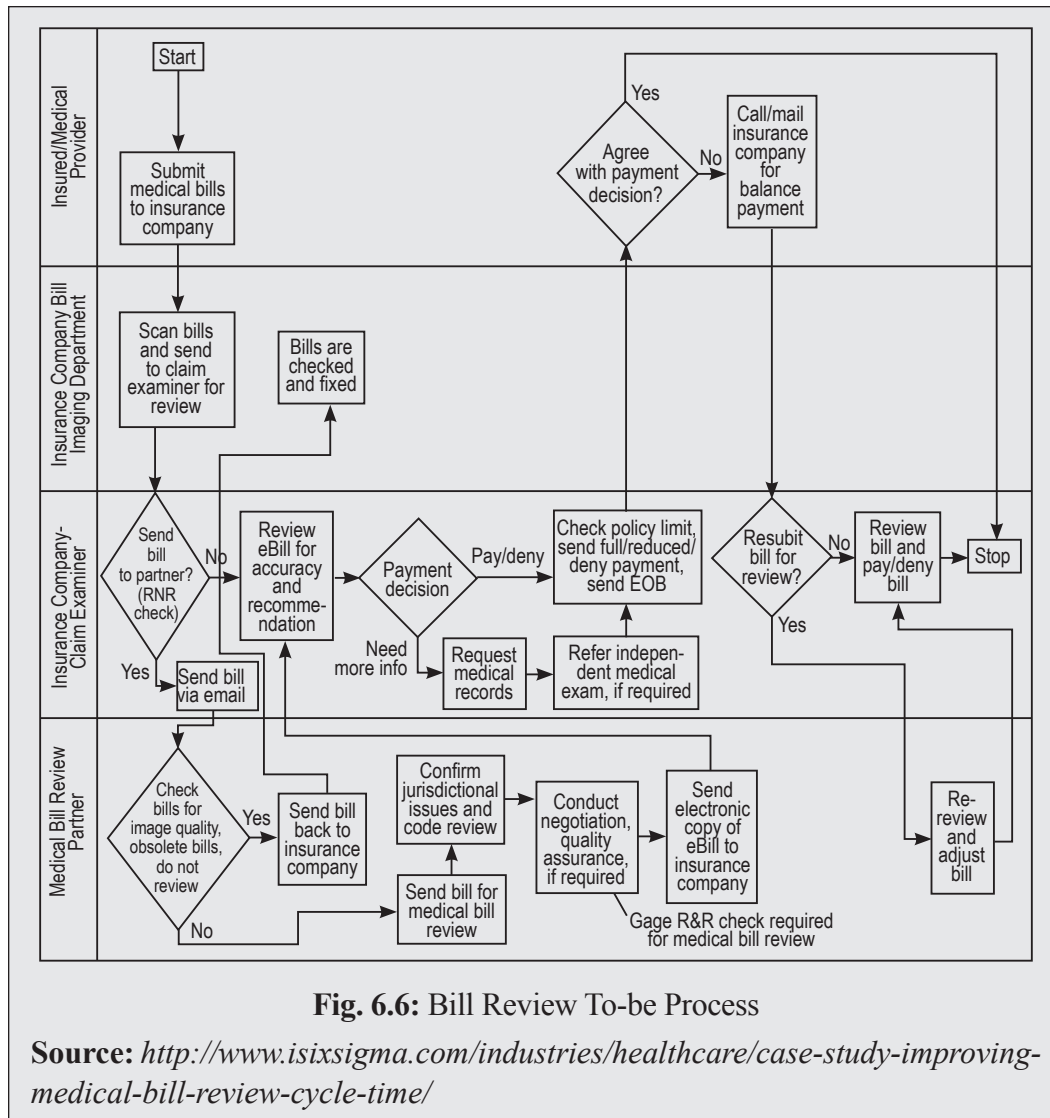 Insured/Medical
Provider
Start
Submit
medical bills
to insurance
company
Agree
with payment
decision?
Yes
No
Call/mail
insurance
company
for
balance
payment
Insurance Company Bill
Imaging Department
Scan bills
and send
to claim
examiner for
review
Bills are
checked
and fixed
Insurance Company-
Claim Examiner
Send
bill
to partner?
(RNR
check)
No
Yes
Send bill
via email
Review
eBill for
accuracy
and
recomme-
ndation
Payment
decision
Pay/deny
Need
more info
Request
medical
records
Refer indepen-
dent medical
exam, if required
Check policy limit,
send full/reduced/
deny payment,
send EOB
Resubit
bill for
review?
No
Yes
Review
bill and
pay/deny
bill
Stop
Medical Bill Review
Partner
Check
bills for
image quality,
obsolete bills,
do not
review
Yes
No
Send bill
back to
insurance
company
Send bill for
medical bill
review
Confirm
jurisdictional
issues and
code review
Conduct
negotiation,
quality
assurance,
if required
Gage R&R check required
for medical bill review
Send
electronic
copy of
eBill to
insurance
company
Re-
review
and
adjust
bill
Fig. 6.6: Bill Review To-be Process
Source: http://www.isixsigma.com/industries/healthcare/case-study-improving-
medical-bill-review-cycle-time/